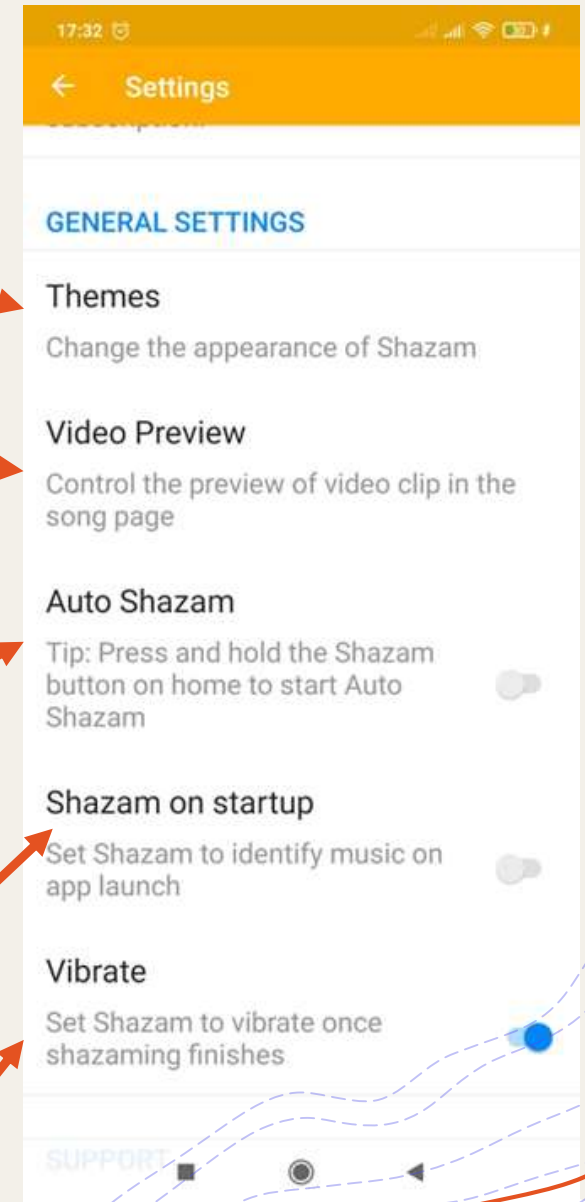 17:32
Settings
GENERAL SETTINGS
Themes
Change the appearance of Shazam
Video Preview
Control the preview of video clip in the
song page
Auto Shazam
Tip: Press and hold the Shazam
button on home to start Auto
Shazam
Shazam on startup
Set Shazam to identify music on
app launch
Vibrate
Set Shazam to vibrate once
shazaming finishes
SUPPORT